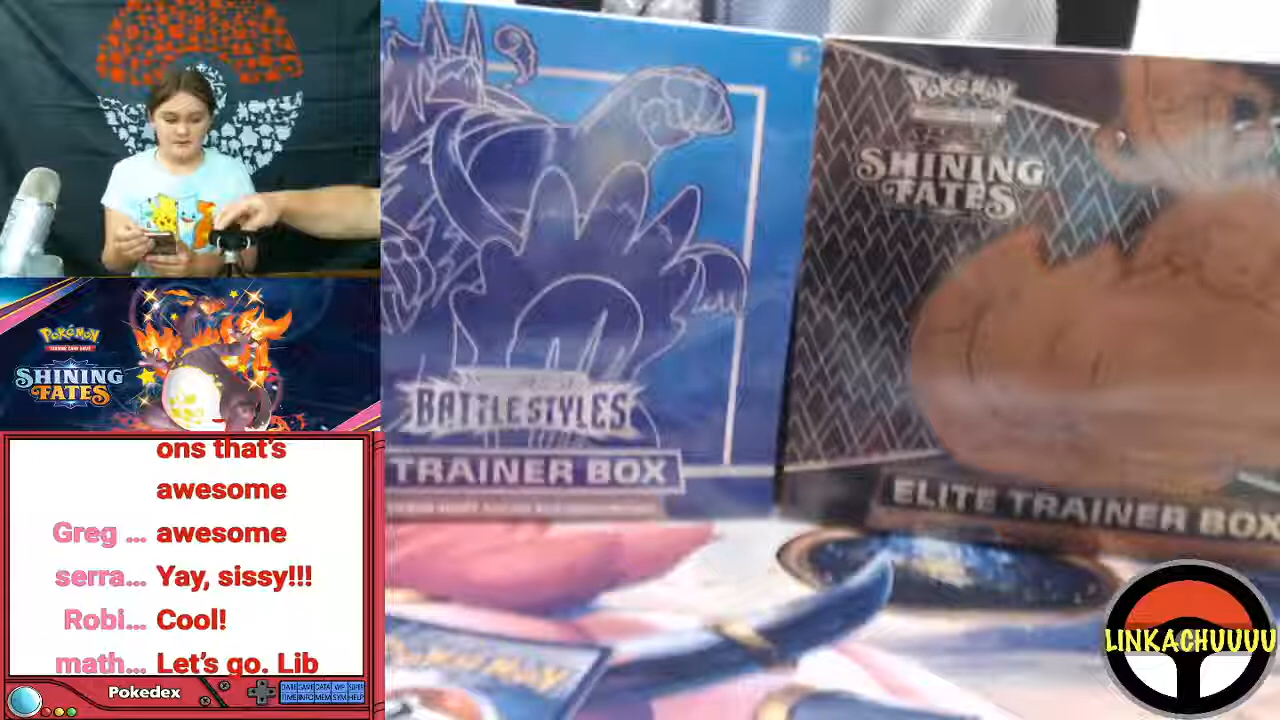 POKÉMON
SHINING
FATES
ons that's
awesome
Greg ... awesome
serra... Yay, sissy!!!
Robi... Cool!
math... Let's go. Lib
Pokedex
BATTLE STYLES
TRAINER BOX
POKÉMON
SHINING
FATES
ELITE TRAINER BOX
POKÉMON
LINKACHUUUU